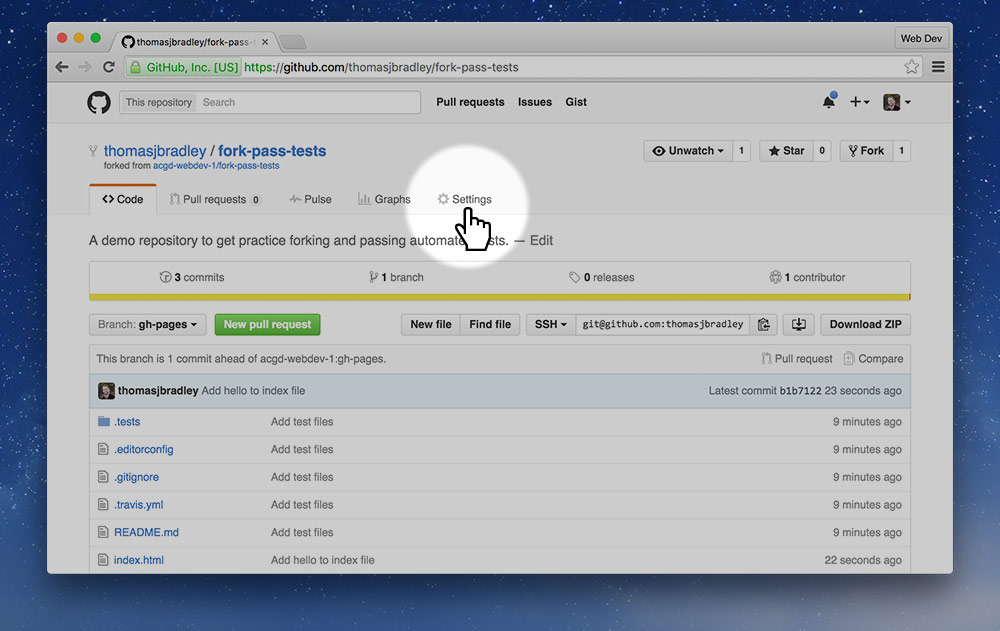 thomasjbradley/fork-pass-
Web Dev
GitHub, Inc. [US] https://github.com/thomasjbradley/fork-pass-tests
This repository Search Pull requests Issues Gist
thomasjbradley / fork-pass-tests
Unwatch 1 Star 0 Fork 1
forked from acgd-webdev-1/fork-pass-tests
Code Pull requests 0 Pulse Graphs Settings
A demo repository to get practice forking and passing automate sts. — Edit
3 commits 1 branch 0 releases 1 contributor
Branch: gh-pages New pull request New file Find file SSH git@github.com:thomasjbradley Download ZIP
This branch is 1 commit ahead of acgd-webdev-1:gh-pages. Pull request Compare
thomasjbradley Add hello to index file Latest commit b1b7122 23 seconds ago
.tests Add test files 9 minutes ago
.editorconfig Add test files 9 minutes ago
.gitignore Add test files 9 minutes ago
.travis.yml Add test files 9 minutes ago
README.md Add test files 9 minutes ago
index.html Add hello to index file 22 seconds ago